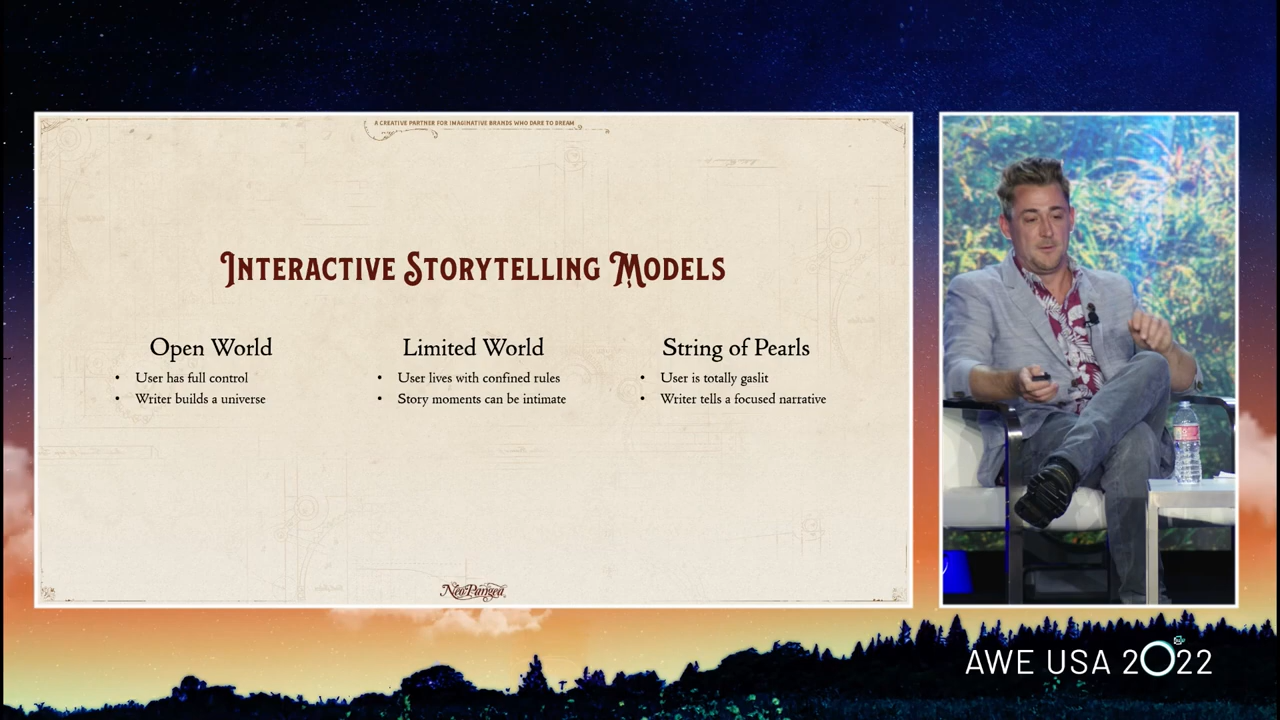 A CREATIVE PARTNER FOR IMAGINATIVE BRANDS WHO DARE TO DREAM
Interactive Storytelling Models
Open World
• User has full control
• Writer builds a universe
Limited World
• User lives with confined rules
• Story moments can be intimate
String of Pearls
• User is totally gaslit
• Writer tells a focused narrative
NeoPangea
AWE USA 2022